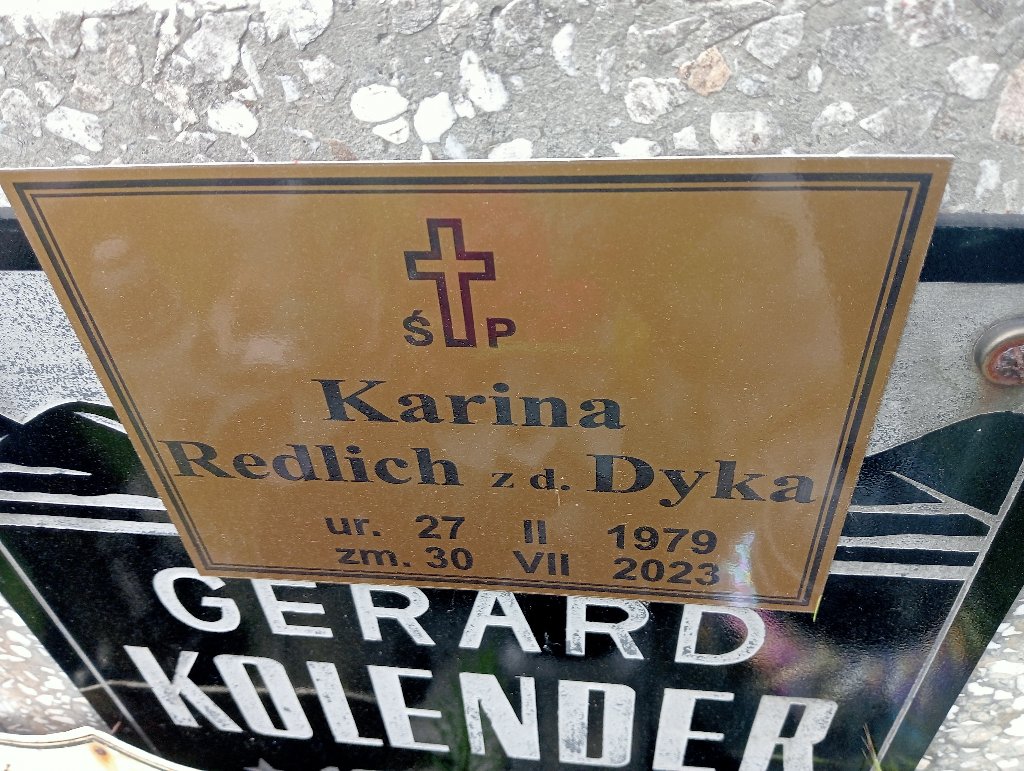 Ś P
Karina
Redlich z d. Dyka
ur. 27 II 1979
zm. 30 VII 2023
GERARD
KOLENDER